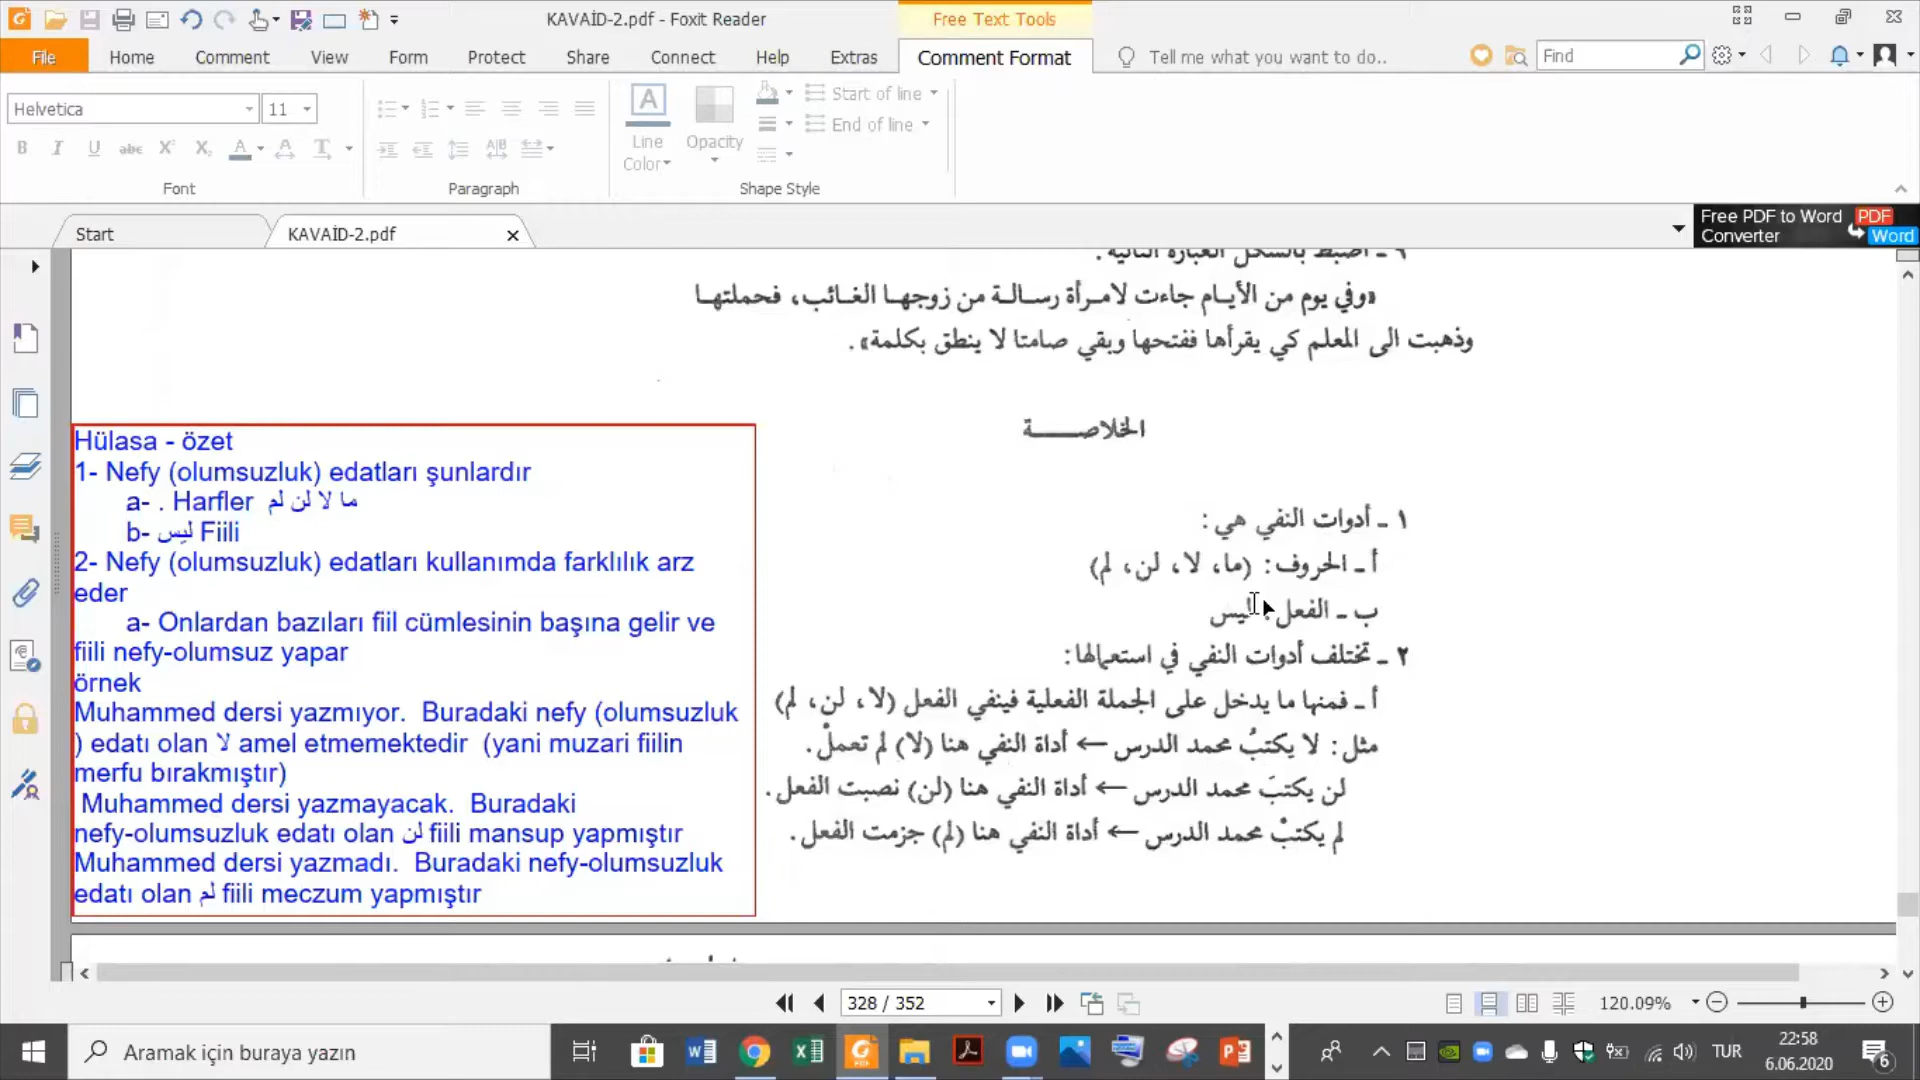 KAVAİD-2.pdf - Foxit Reader
Free Text Tools
File Home Comment View Form Protect Share Connect Help Extras Comment Format Tell me what you want to do.. Find
Helvetica 11
Start of line
End of line
Line Color
Opacity
Font Paragraph Shape Style
Start KAVAİD-2.pdf
Free PDF to Word Converter PDF Word
٩ ـ اضبط بالشكل العبارة التالية .
«وفي يوم من الأيـام جاءت لامـرأة رسـالـة من زوجهـا الغـائب، فحملتهـا
وذهبت الى المعلم كي يقرأها ففتحها وبقي صامتا لا ينطق بكلمة» .
الخلاصـــــة
١ ـ أدوات النفي هي :
أ ـ الحروف : (ما، لا، لن، لم)
ب ـ الفعل ليس
٢ ـ تختلف أدوات النفي في استعمالها :
أ ـ فمنها ما يدخل على الجملة الفعلية فينفي الفعل (لا، لن، لم)
مثل : لا يكتبُ محمد الدرس ← أداة النفي هنا (لا) لم تعملْ .
لن يكتبَ محمد الدرس ← أداة النفي هنا (لن) نصبت الفعل .
لم يكتبْ محمد الدرس ← أداة النفي هنا (لم) جزمت الفعل .
Hülasa - özet
1- Nefy (olumsuzluk) edatları şunlardır
a- . Harfler ما لا لن لم
b- ليس Fiili
2- Nefy (olumsuzluk) edatları kullanımda farklılık arz
eder
a- Onlardan bazıları fiil cümlesinin başına gelir ve
fiili nefy-olumsuz yapar
örnek
Muhammed dersi yazmıyor. Buradaki nefy (olumsuzluk
) edatı olan لا amel etmemektedir (yani muzari fiilin
merfu bırakmıştır)
Muhammed dersi yazmayacak. Buradaki
nefy-olumsuzluk edatı olan لن fiili mansup yapmıştır
Muhammed dersi yazmadı. Buradaki nefy-olumsuzluk
edatı olan لم fiili meczum yapmıştır
328 / 352
120.09%
Aramak için buraya yazın
TUR
22:58
6.06.2020
6